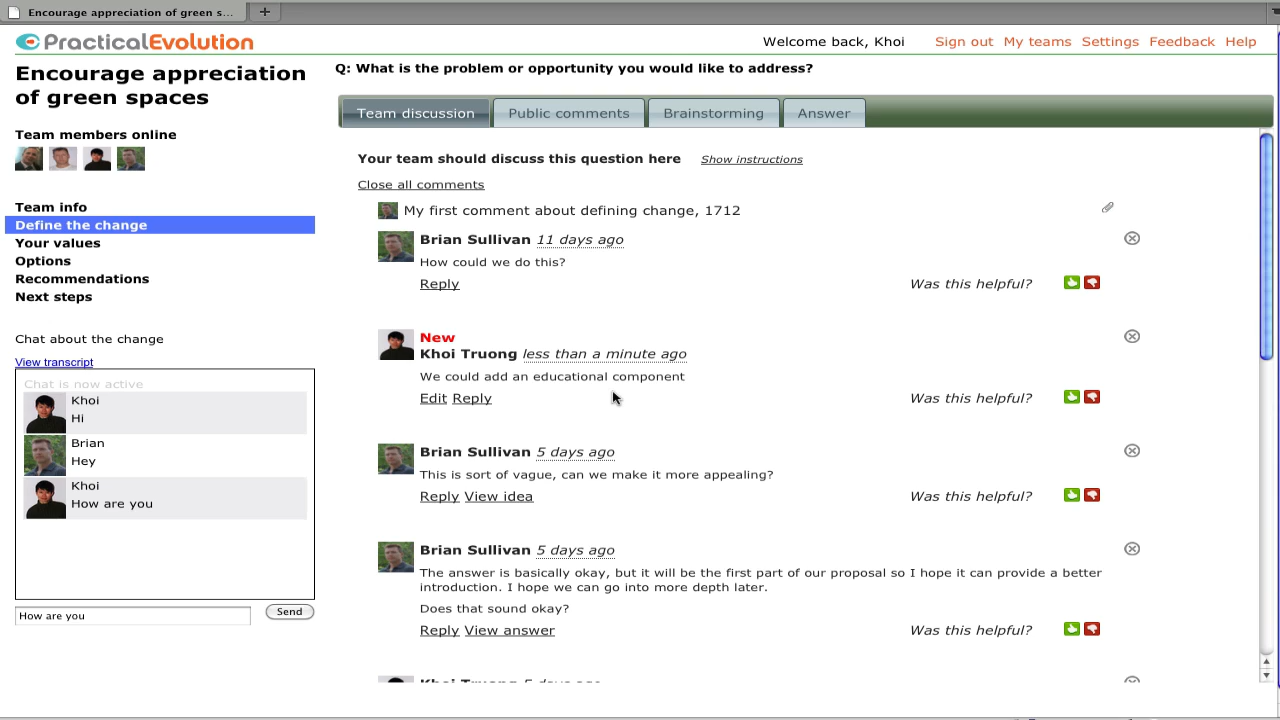 Encourage appreciation of green s...
+
PracticalEvolution
Welcome back, Khoi Sign out My teams Settings Feedback Help
Encourage appreciation
of green spaces
Team members online
Team info
Define the change
Your values
Options
Recommendations
Next steps
Chat about the change
View transcript
Chat is now active
Khoi
Hi
Brian
Hey
Khoi
How are you
How are you Send
Q: What is the problem or opportunity you would like to address?
Team discussion Public comments Brainstorming Answer
Your team should discuss this question here Show instructions
Close all comments
My first comment about defining change, 1712
Brian Sullivan 11 days ago
How could we do this?
Reply Was this helpful?
New
Khoi Truong less than a minute ago
We could add an educational component
Edit Reply Was this helpful?
Brian Sullivan 5 days ago
This is sort of vague, can we make it more appealing?
Reply View idea Was this helpful?
Brian Sullivan 5 days ago
The answer is basically okay, but it will be the first part of our proposal so I hope it can provide a better
introduction. I hope we can go into more depth later.
Does that sound okay?
Reply View answer Was this helpful?
Khoi Truong 5 days ago